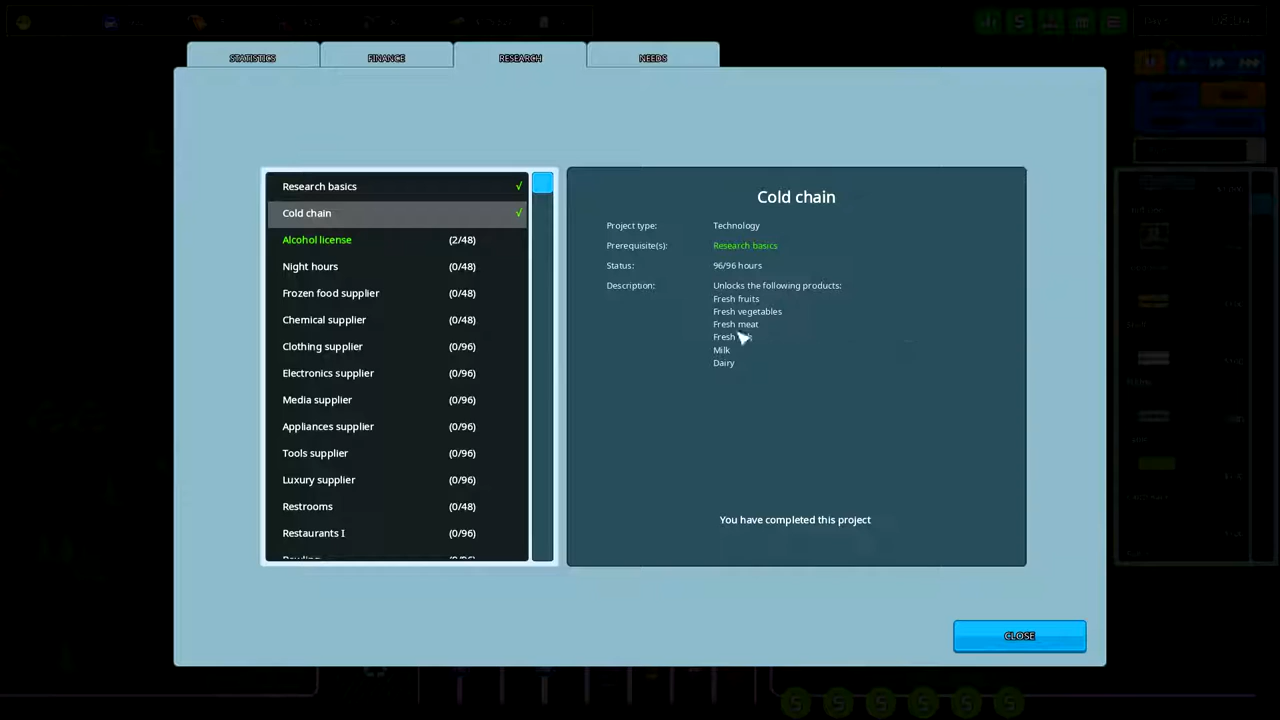 STATISTICS
FINANCE
RESEARCH
NEEDS
Research basics √
Cold chain √
Alcohol license (2/48)
Night hours (0/48)
Frozen food supplier (0/48)
Chemical supplier (0/48)
Clothing supplier (0/96)
Electronics supplier (0/96)
Media supplier (0/96)
Appliances supplier (0/96)
Tools supplier (0/96)
Luxury supplier (0/96)
Restrooms (0/48)
Restaurants I (0/96)
Cold chain
Project type: Technology
Prerequisite(s): Research basics
Status: 96/96 hours
Description: Unlocks the following products:
Fresh fruits
Fresh vegetables
Fresh meat
Fresh
Milk
Dairy
You have completed this project
CLOSE